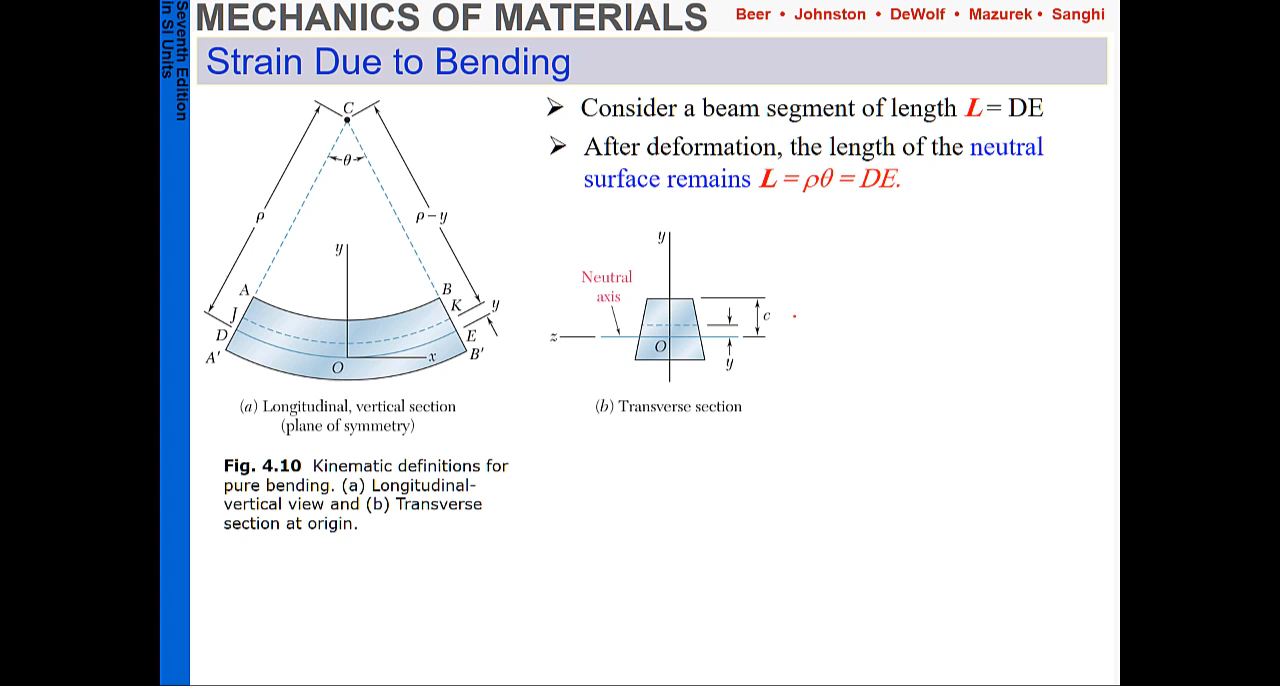 Seventh Edition
in SI Units
MECHANICS OF MATERIALS
Beer • Johnston • DeWolf • Mazurek • Sanghi
Strain Due to Bending
➢ Consider a beam segment of length L = DE
➢ After deformation, the length of the neutral
surface remains L = ρθ = DE.
C
θ
ρ
ρ – y
y
A
B
J
K
y
D
E
A'
B'
x
O
(a) Longitudinal, vertical section
(plane of symmetry)
y
Neutral
axis
c
z
O
y
(b) Transverse section
Fig. 4.10 Kinematic definitions for
pure bending. (a) Longitudinal-
vertical view and (b) Transverse
section at origin.